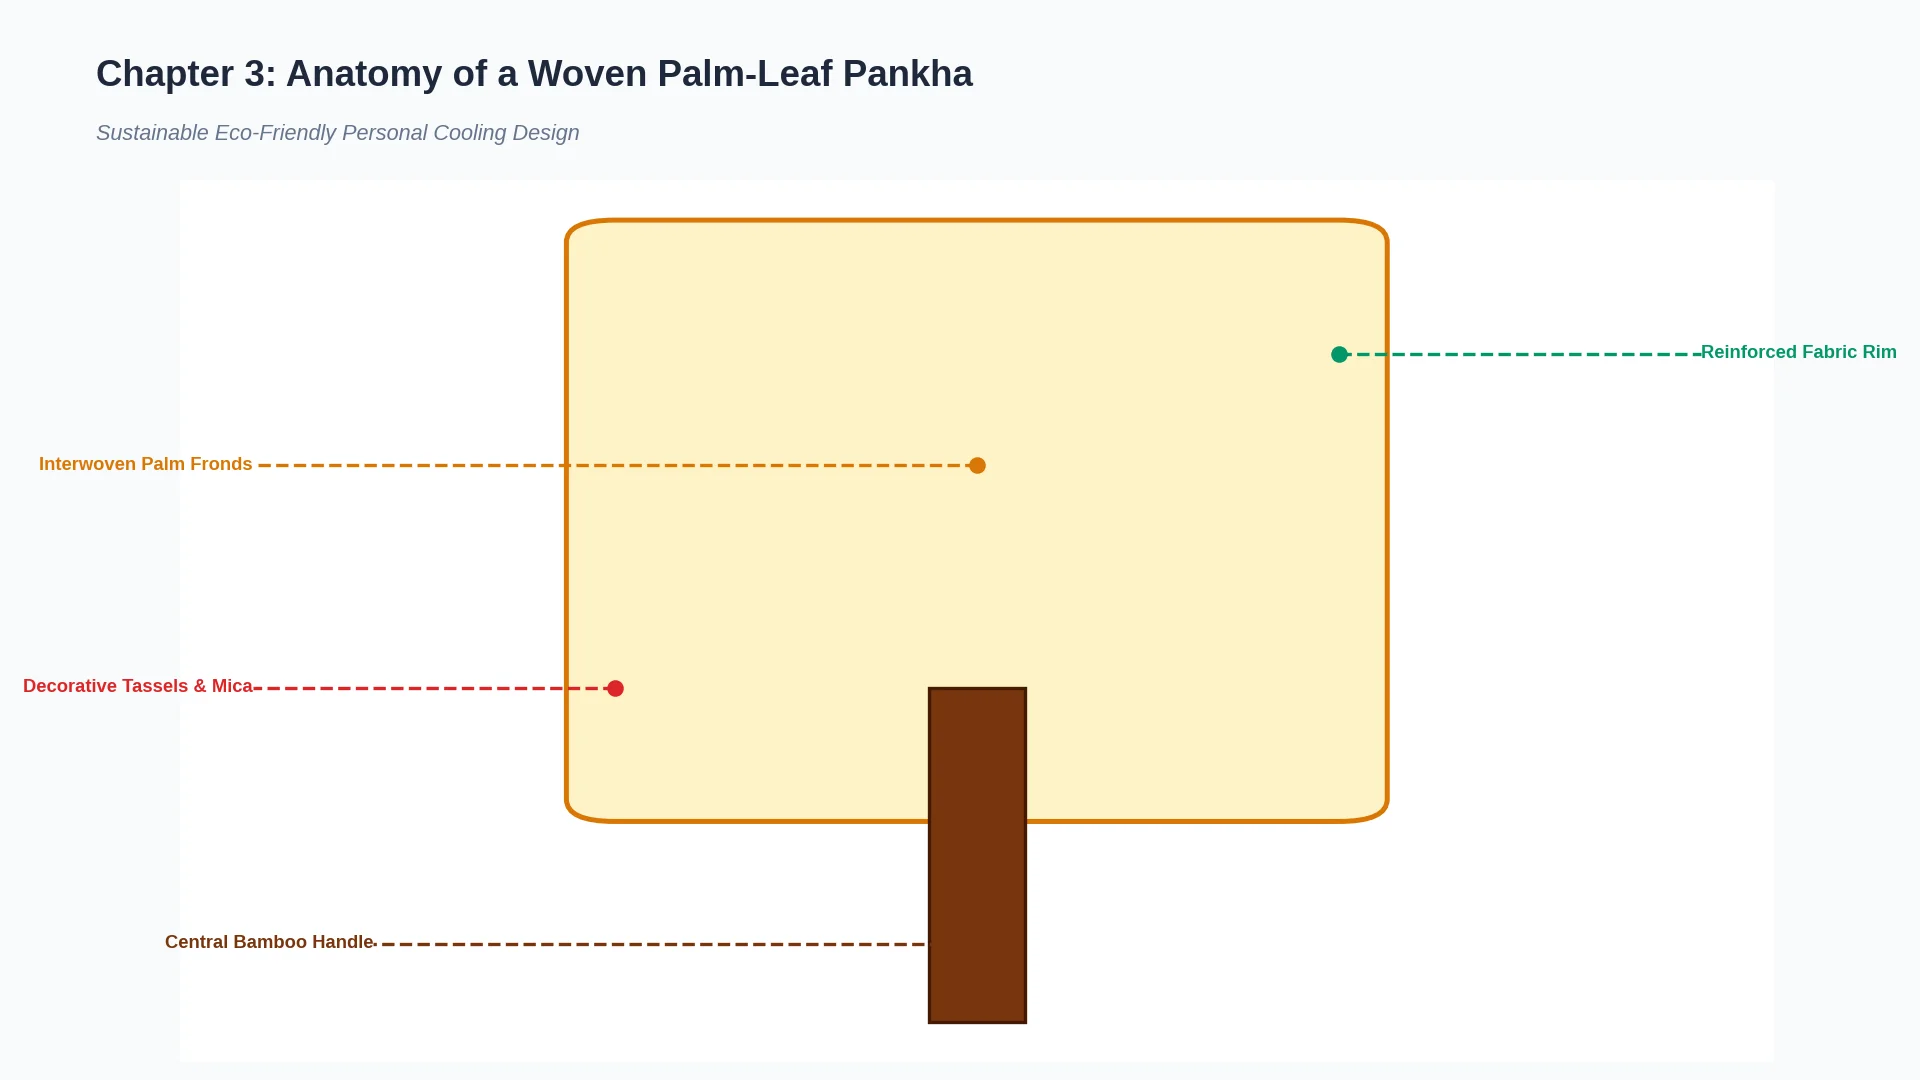 Chapter 3: Anatomy of a Woven Palm-Leaf Pankha
Sustainable Eco-Friendly Personal Cooling Design
Reinforced Fabric Rim
Interwoven Palm Fronds
Decorative Tassels & Mica
Central Bamboo Handle